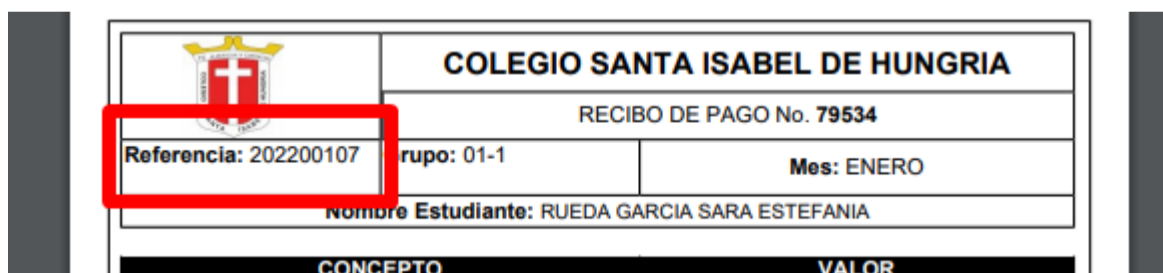 COLEGIO SANTA ISABEL DE HUNGRIA
RECIBO DE PAGO No. 79534
Referencia: 202200107 Grupo: 01-1 Mes: ENERO
Nombre Estudiante: RUEDA GARCIA SARA ESTEFANIA
CONCEPTO VALOR